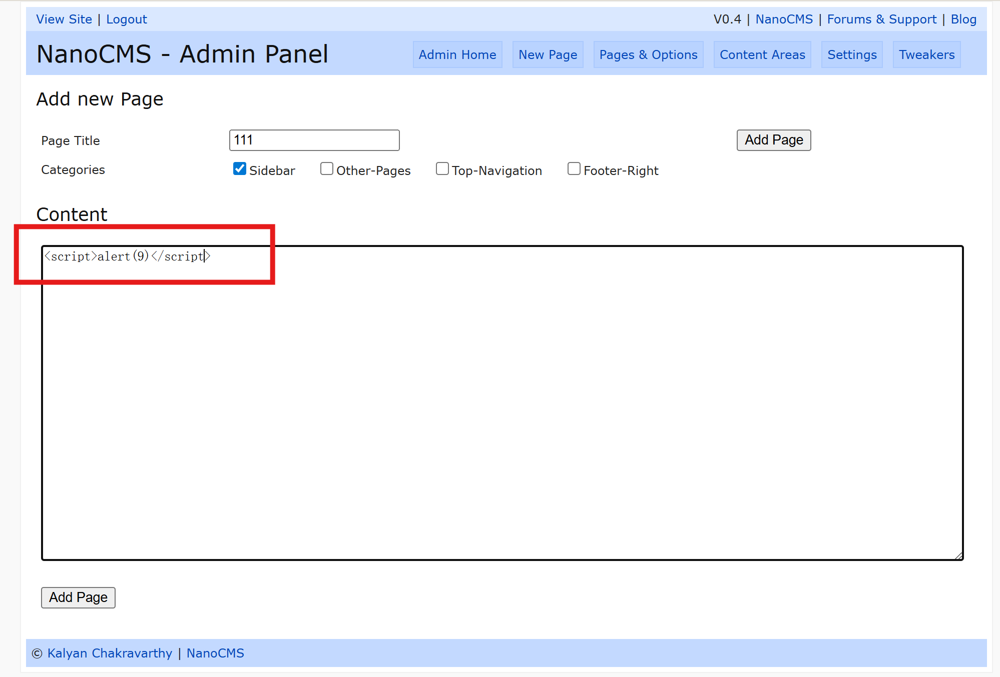 View Site | Logout
V0.4 | NanoCMS | Forums & Support | Blog
NanoCMS - Admin Panel
Admin Home
New Page
Pages & Options
Content Areas
Settings
Tweakers
Add new Page
Page Title
111
Add Page
Categories
Sidebar
Other-Pages
Top-Navigation
Footer-Right
Content
<script>alert(9)</script>
Add Page
© Kalyan Chakravarthy | NanoCMS